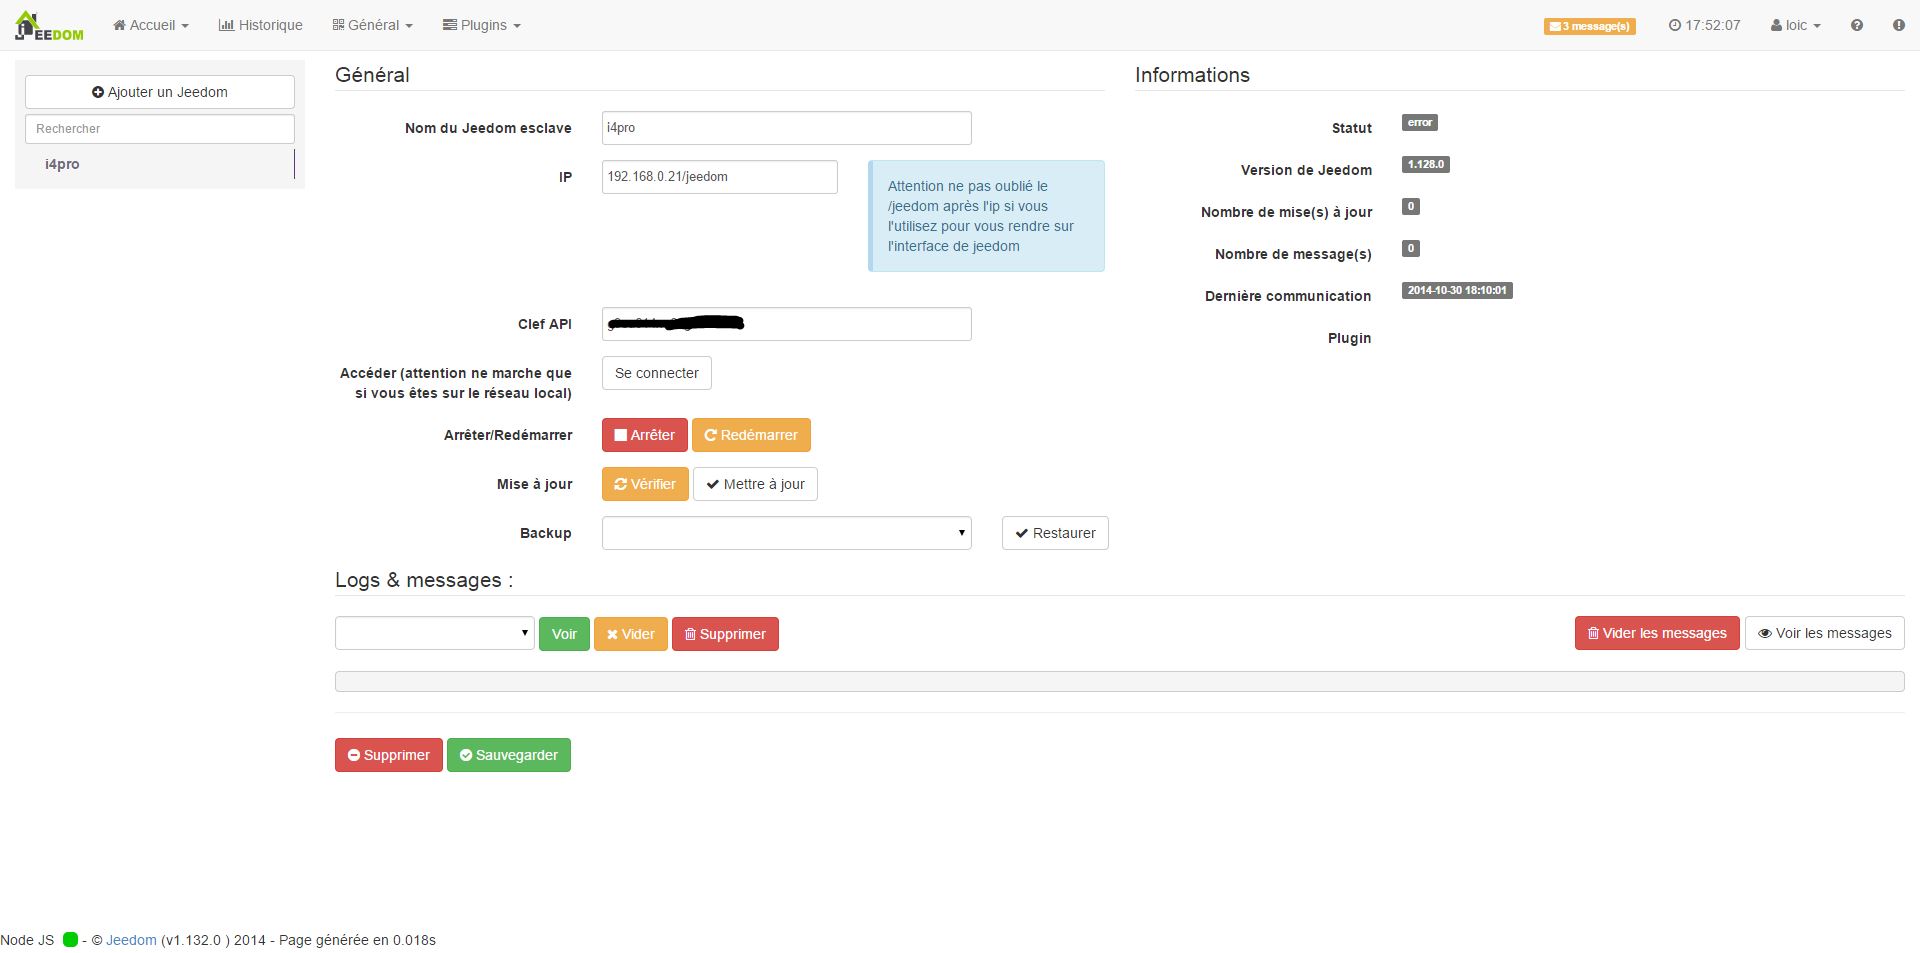 JEEDOM
Accueil
Historique
Général
Plugins
3 message(s)
17:52:07
loic
Ajouter un Jeedom
Rechercher
i4pro
Général
Nom du Jeedom esclave
i4pro
IP
192.168.0.21/jeedom
Attention ne pas oublié le
/jeedom après l'ip si vous
l'utilisez pour vous rendre sur
l'interface de jeedom
Clef API
Accéder (attention ne marche que
si vous êtes sur le réseau local)
Se connecter
Arrêter/Redémarrer
Arrêter
Redémarrer
Mise à jour
Vérifier
Mettre à jour
Backup
Restaurer
Informations
Statut
error
Version de Jeedom
1.128.0
Nombre de mise(s) à jour
0
Nombre de message(s)
0
Dernière communication
2014-10-30 18:10:01
Plugin
Logs & messages :
Voir
Vider
Supprimer
Vider les messages
Voir les messages
Supprimer
Sauvegarder
Node JS - © Jeedom (v1.132.0 ) 2014 - Page générée en 0.018s